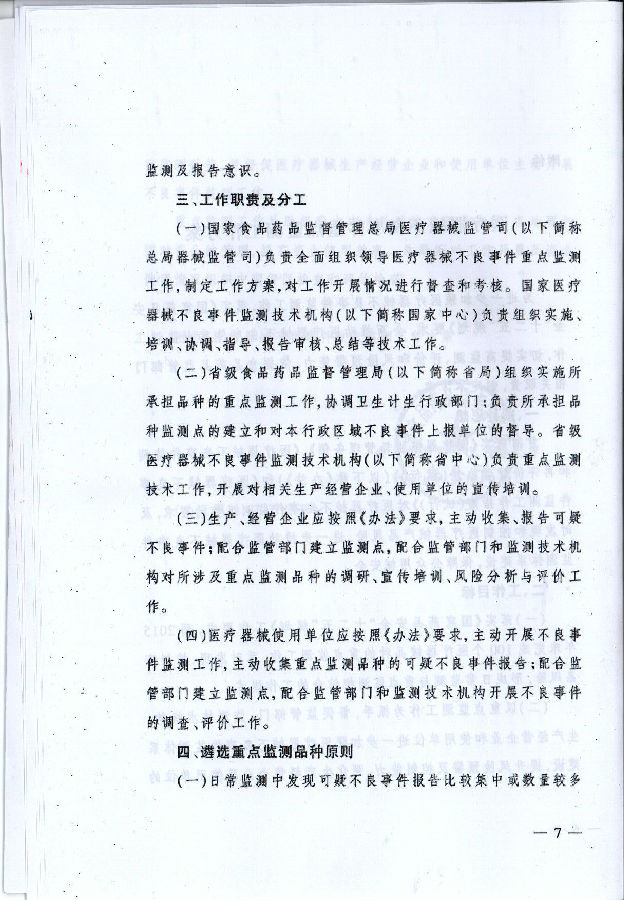 监测及报告意识。
三、工作职责及分工
(一)国家食品药品监督管理总局医疗器械监管司(以下简称
总局器械监管司)负责全面组织领导医疗器械不良事件重点监测
工作,制定工作方案,对工作开展情况进行督查和考核。国家医疗
器械不良事件监测技术机构(以下简称国家中心)负责组织实施、
培训、协调、指导、报告审核、总结等技术工作。
(二)省级食品药品监督管理局(以下简称省局)组织实施所
承担品种的重点监测工作,协调卫生计生行政部门;负责所承担品
种监测点的建立和对本行政区域不良事件上报单位的督导。省级
医疗器械不良事件监测技术机构(以下简称省中心)负责重点监测
技术工作,开展对相关生产经营企业、使用单位的宣传培训。
(三)生产、经营企业应按照《办法》要求,主动收集、报告可疑
不良事件;配合监管部门建立监测点,配合监管部门和监测技术机
构对所涉及重点监测品种的调研、宣传培训、风险分析与评价工
作。
(四)医疗器械使用单位应按照《办法》要求,主动开展不良事
件监测工作,主动收集重点监测品种的可疑不良事件报告;配合监
管部门建立监测点,配合监管部门和监测技术机构开展不良事件
的调查、评价工作。
四、遴选重点监测品种原则
(一)日常监测中发现可疑不良事件报告比较集中或数量较多
— 7 —